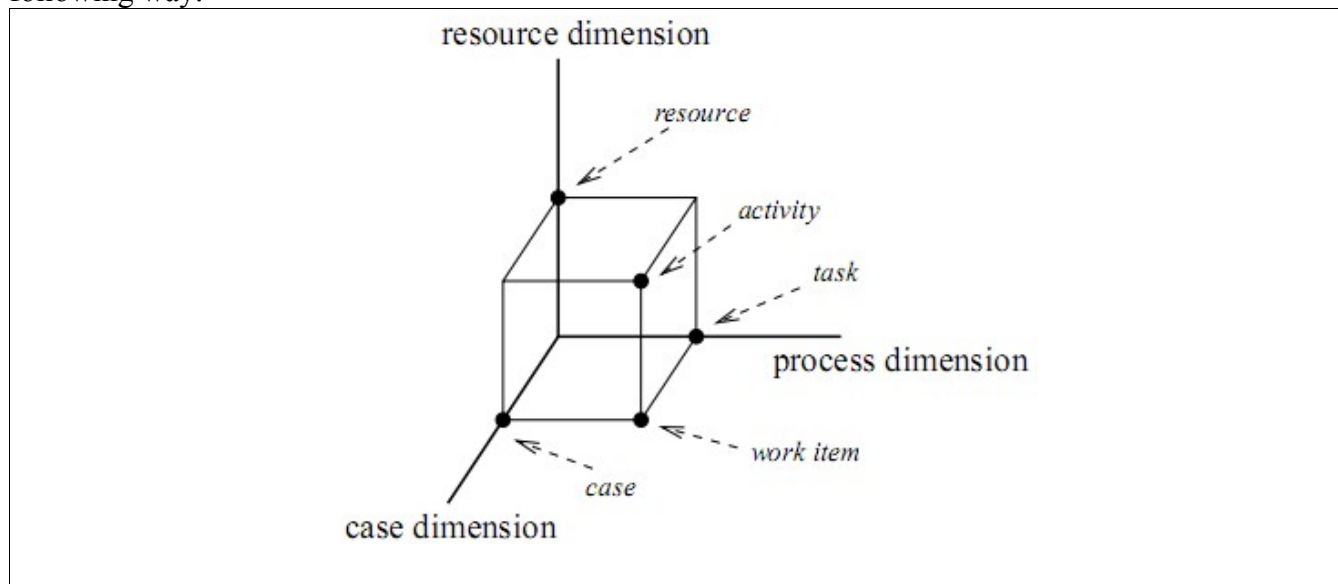 following way:
resource dimension
resource
activity
task
process dimension
work item
case
case dimension